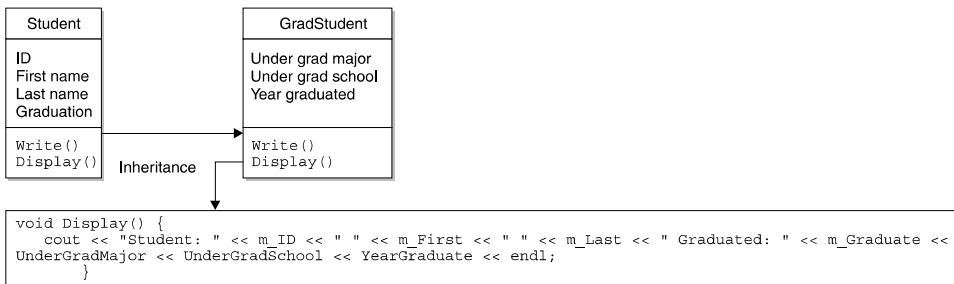 Student
ID
First name
Last name
Graduation
Write()
Display()
Inheritance
GradStudent
Under grad major
Under grad school
Year graduated
Write()
Display()
void Display() {
cout << "Student: " << m_ID << " " << m_First << " " << m_Last << " Graduated: " << m_Graduate <<
UnderGradMajor << UnderGradSchool << YearGraduate << endl;
}